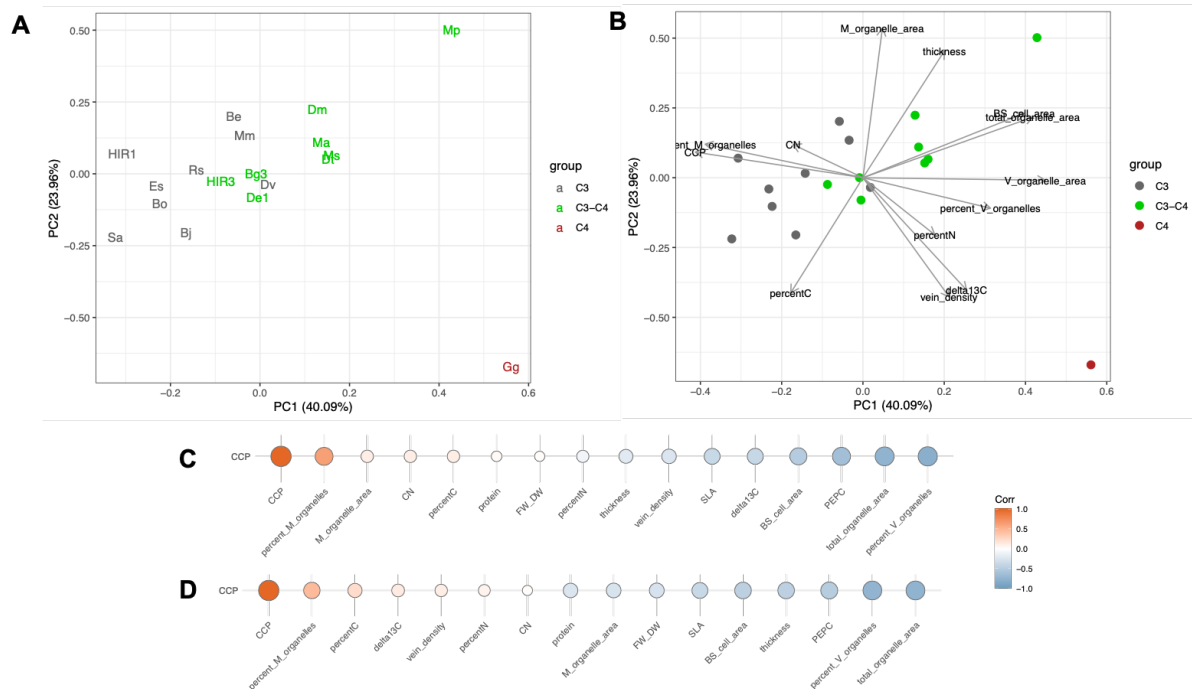 A
0.50
0.25
0.00
−0.25
−0.50
PC2 (23.96%)
Mp
Dm
Be
Mm
Ma
Ms
HIR1
Rs
Bg3
HIR3
Es
Dv
De1
Bo
Bj
Sa
Gg
−0.2
0.0
0.2
0.4
0.6
PC1 (40.09%)
group
a C3
a C3−C4
a C4
B
0.50
0.25
0.00
−0.25
−0.50
PC2 (23.96%)
M_organelle_area
thickness
BS_cell_area
total_organelle_area
ent_M_organelles
CCP
CN
V_organelle_area
percent_V_organelles
percentN
percentC
delta13C
vein_density
−0.4
−0.2
0.0
0.2
0.4
0.6
PC1 (40.09%)
group
C3
C3−C4
C4
C
CCP
CCP
percent_M_organelles
M_organelle_area
CN
percentC
protein
FW_DW
percentN
thickness
vein_density
SLA
delta13C
BS_cell_area
PEPC
total_organelle_area
percent_V_organelles
Corr
1.0
0.5
0.0
−0.5
−1.0
D
CCP
CCP
percent_M_organelles
percentC
delta13C
vein_density
percentN
CN
protein
M_organelle_area
FW_DW
SLA
BS_cell_area
thickness
PEPC
percent_V_organelles
total_organelle_area